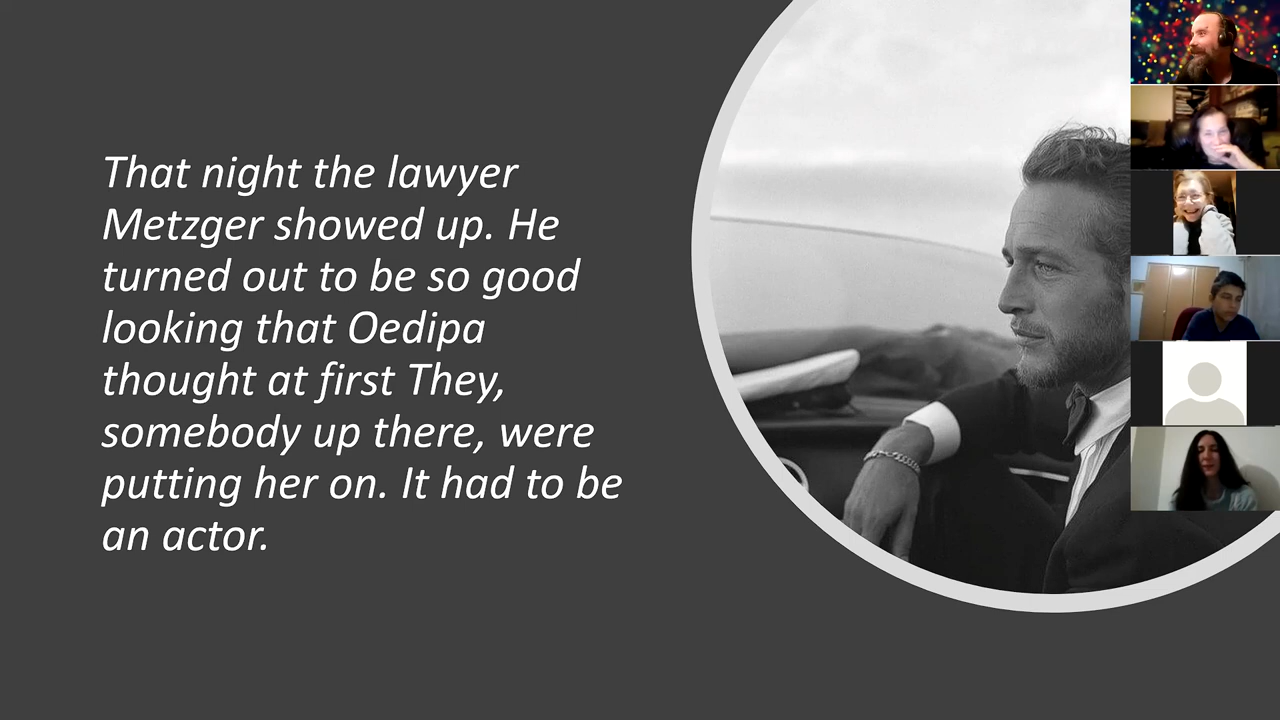 That night the lawyer
Metzger showed up. He
turned out to be so good
looking that Oedipa
thought at first They,
somebody up there, were
putting her on. It had to be
an actor.